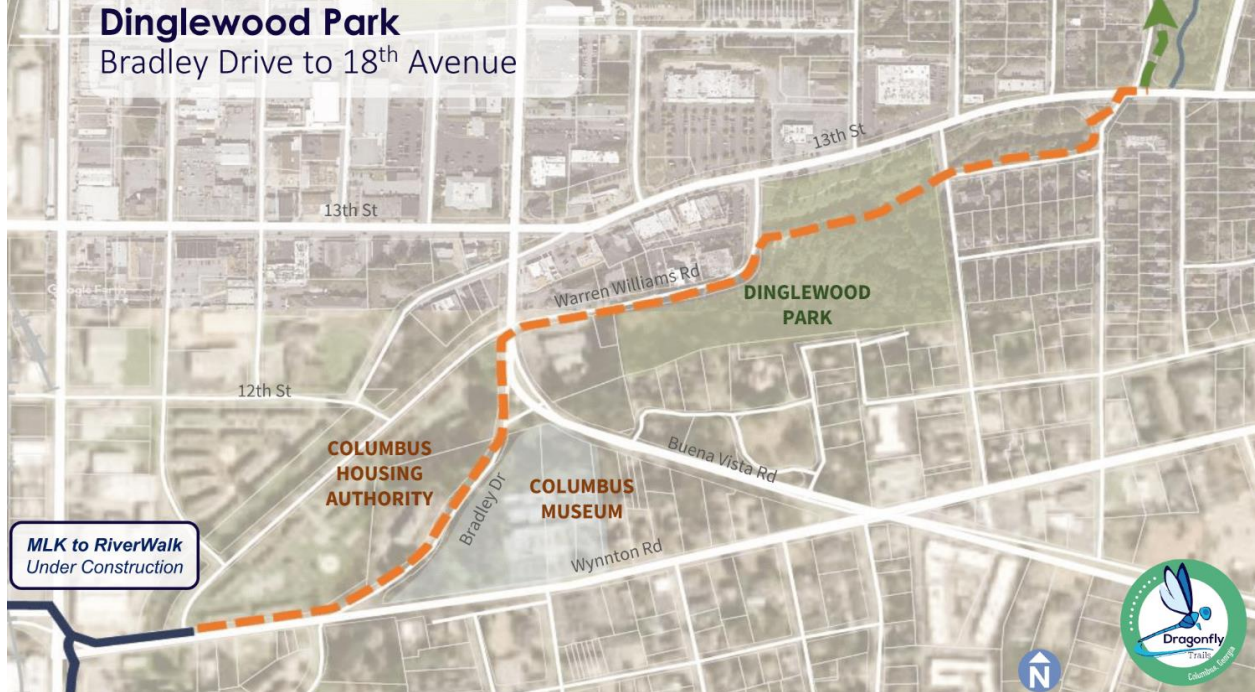 Dinglewood Park
Bradley Drive to 18th Avenue
13th St
13th St
Warren Williams Rd
DINGLEWOOD
PARK
Google Earth
12th St
COLUMBUS
HOUSING
AUTHORITY
Bradley Dr
COLUMBUS
MUSEUM
Buena Vista Rd
Wynnton Rd
MLK to RiverWalk
Under Construction
N
Dragonfly
Trails
Columbus, Georgia